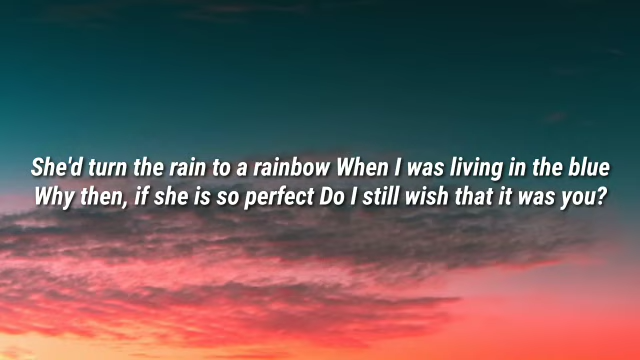 She'd turn the rain to a rainbow When I was living in the blue
Why then, if she is so perfect Do I still wish that it was you?